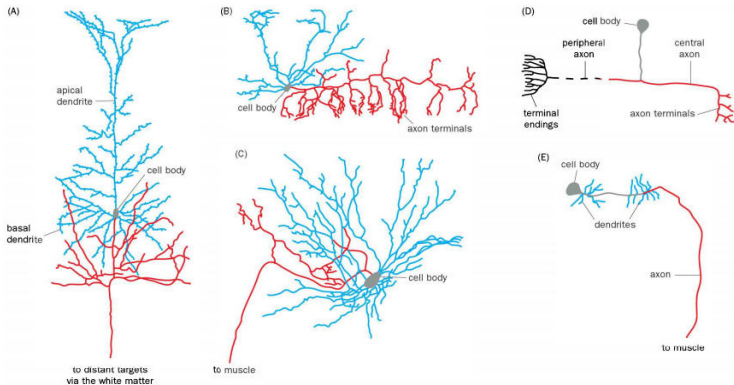 (A)
apical
dendrite
cell body
basal
dendrite
to distant targets
via the white matter
(B)
cell body
axon terminals
(C)
cell body
to muscle
(D)
cell body
peripheral
axon
central
axon
terminal
endings
axon terminals
(E)
cell body
dendrites
axon
to muscle